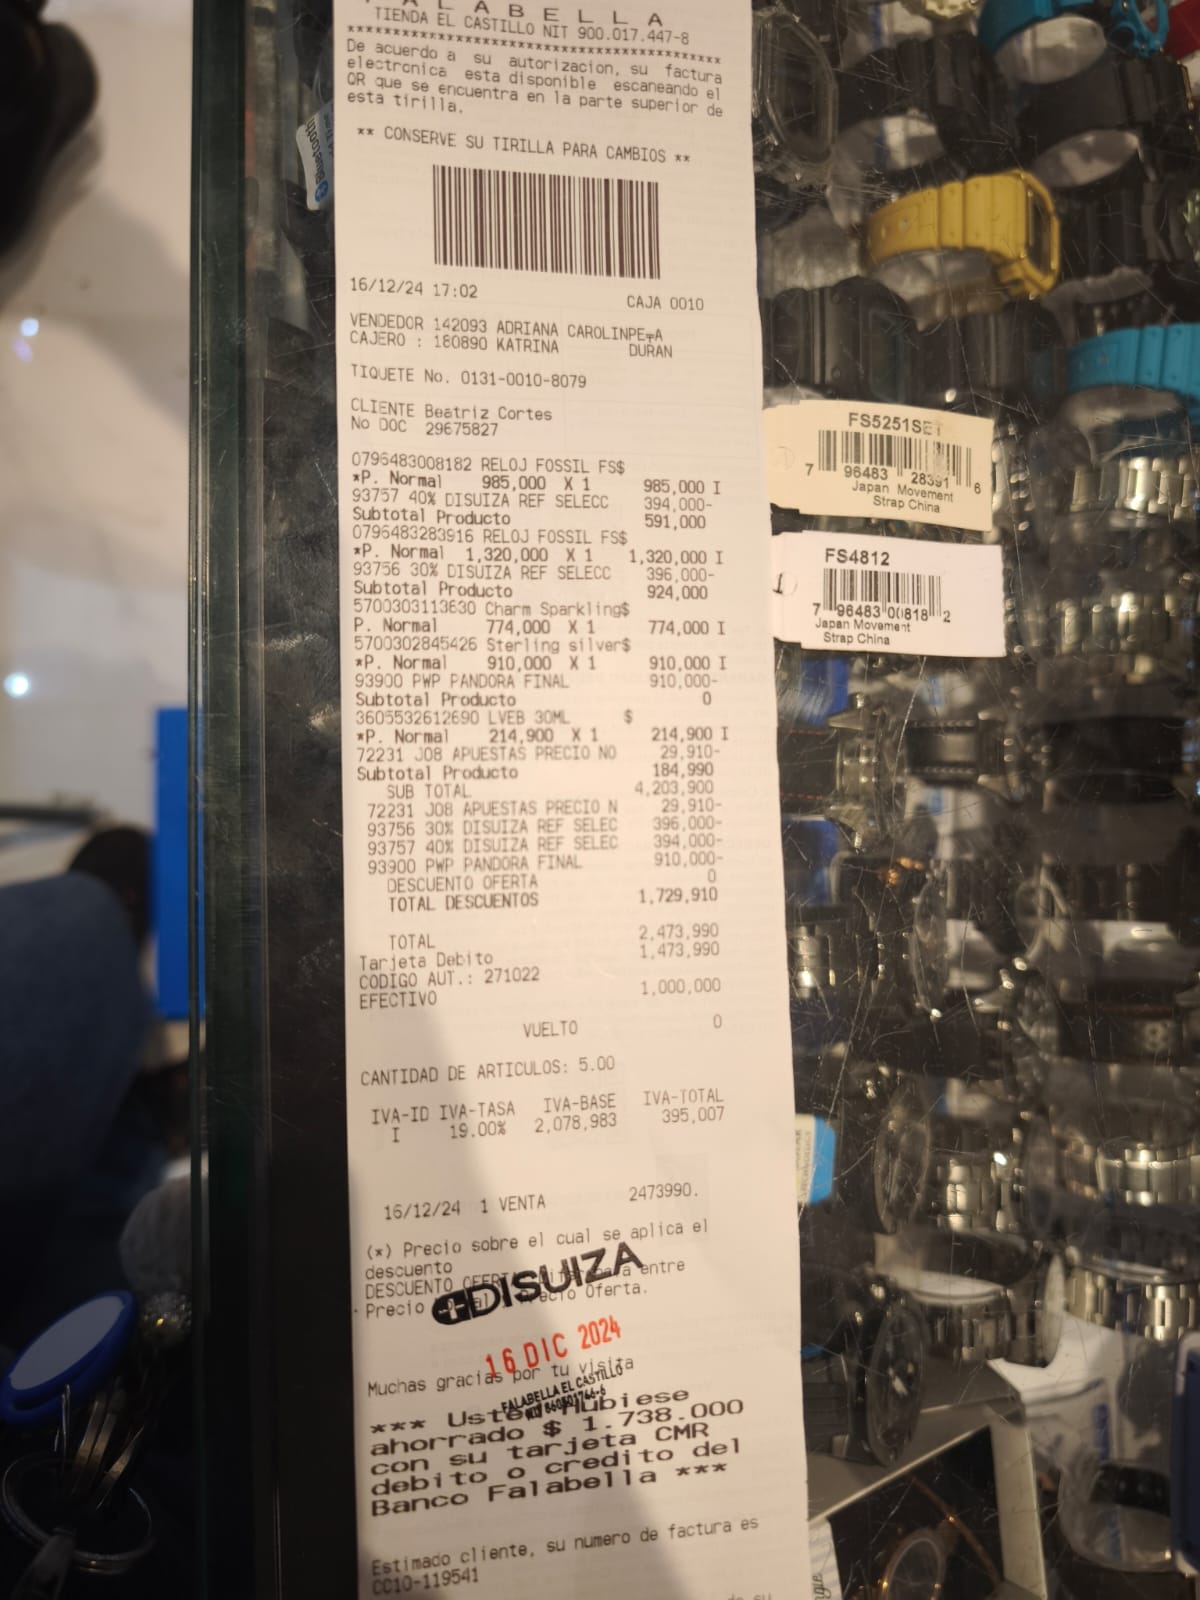 FALABELLA
TIENDA EL CASTILLO NIT 900.017.447-8
****************************************
De acuerdo a su autorizacion, su factura
electronica esta disponible escaneando el
QR que se encuentra en la parte superior de
esta tirilla.
** CONSERVE SU TIRILLA PARA CAMBIOS **
16/12/24 17:02 CAJA 0010
VENDEDOR 142093 ADRIANA CAROLINPE╤A
CAJERO : 180890 KATRINA DURAN
TIQUETE No. 0131-0010-8079
CLIENTE Beatriz Cortes
No DOC 29675827
0796483008182 RELOJ FOSSIL FS$
*P. Normal 985,000 X 1 985,000 I
93757 40% DISUIZA REF SELECC 394,000-
Subtotal Producto 591,000
0796483283916 RELOJ FOSSIL FS$
*P. Normal 1,320,000 X 1 1,320,000 I
93756 30% DISUIZA REF SELECC 396,000-
Subtotal Producto 924,000
5700303113630 Charm Sparkling$
P. Normal 774,000 X 1 774,000 I
5700302845426 Sterling silver$
*P. Normal 910,000 X 1 910,000 I
93900 PWP PANDORA FINAL 910,000-
Subtotal Producto 0
3605532612690 LVEB 30ML $
*P. Normal 214,900 X 1 214,900 I
72231 J08 APUESTAS PRECIO NO 29,910-
Subtotal Producto 184,990
SUB TOTAL 4,203,900
72231 J08 APUESTAS PRECIO N 29,910-
93756 30% DISUIZA REF SELEC 396,000-
93757 40% DISUIZA REF SELEC 394,000-
93900 PWP PANDORA FINAL 910,000-
DESCUENTO OFERTA 0
TOTAL DESCUENTOS 1,729,910
TOTAL 2,473,990
Tarjeta Debito 1,473,990
CODIGO AUT.: 271022
EFECTIVO 1,000,000
VUELTO 0
CANTIDAD DE ARTICULOS: 5.00
IVA-ID IVA-TASA IVA-BASE IVA-TOTAL
I 19.00% 2,078,983 395,007
16/12/24 1 VENTA 2473990.
(*) Precio sobre el cual se aplica el
descuento
DESCUENTO entre
Precio Oferta.
DISUIZA
16 DIC 2024
Muchas gracias por tu visita
FALABELLA EL CASTILLO
*** Usted Hubiese
ahorrado $ 1.738.000
con su tarjeta CMR
debito o credito del
Banco Falabella ***
Estimado cliente, su numero de factura es
CC10-119541
FS5251SET
7 96483 28391 6
Japan Movement
Strap China
FS4812
7 96483 00818 2
Japan Movement
Strap China
Bluetooth